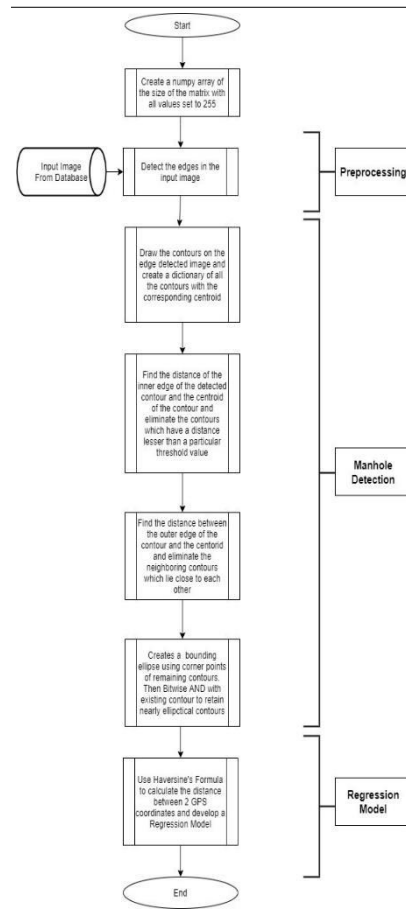 Start
Create a numpy array of
the size of the matrix with
all values set to 255
Input Image
From Database
Detect the edges in the
input image
Preprocessing
Draw the contours on the
edge detected image and
create a dictionary of all
the contours with the
corresponding centroid
Find the distance of the
inner edge of the detected
contour and the centroid
of the contour and
eliminate the contours
which have a distance
lesser than a particular
threshold value
Manhole
Detection
Find the distance between
the outer edge of the
contour and the centorid
and eliminate the
neighboring contours
which lie close to each
other
Creates a bounding
ellipse using corner points
of remaining contours.
Then Bitwise AND with
existing contour to retain
nearly ellipctical contours
Use Haversine's Formula
to calculate the distance
between 2 GPS
coordinates and develop a
Regression Model
Regression
Model
End